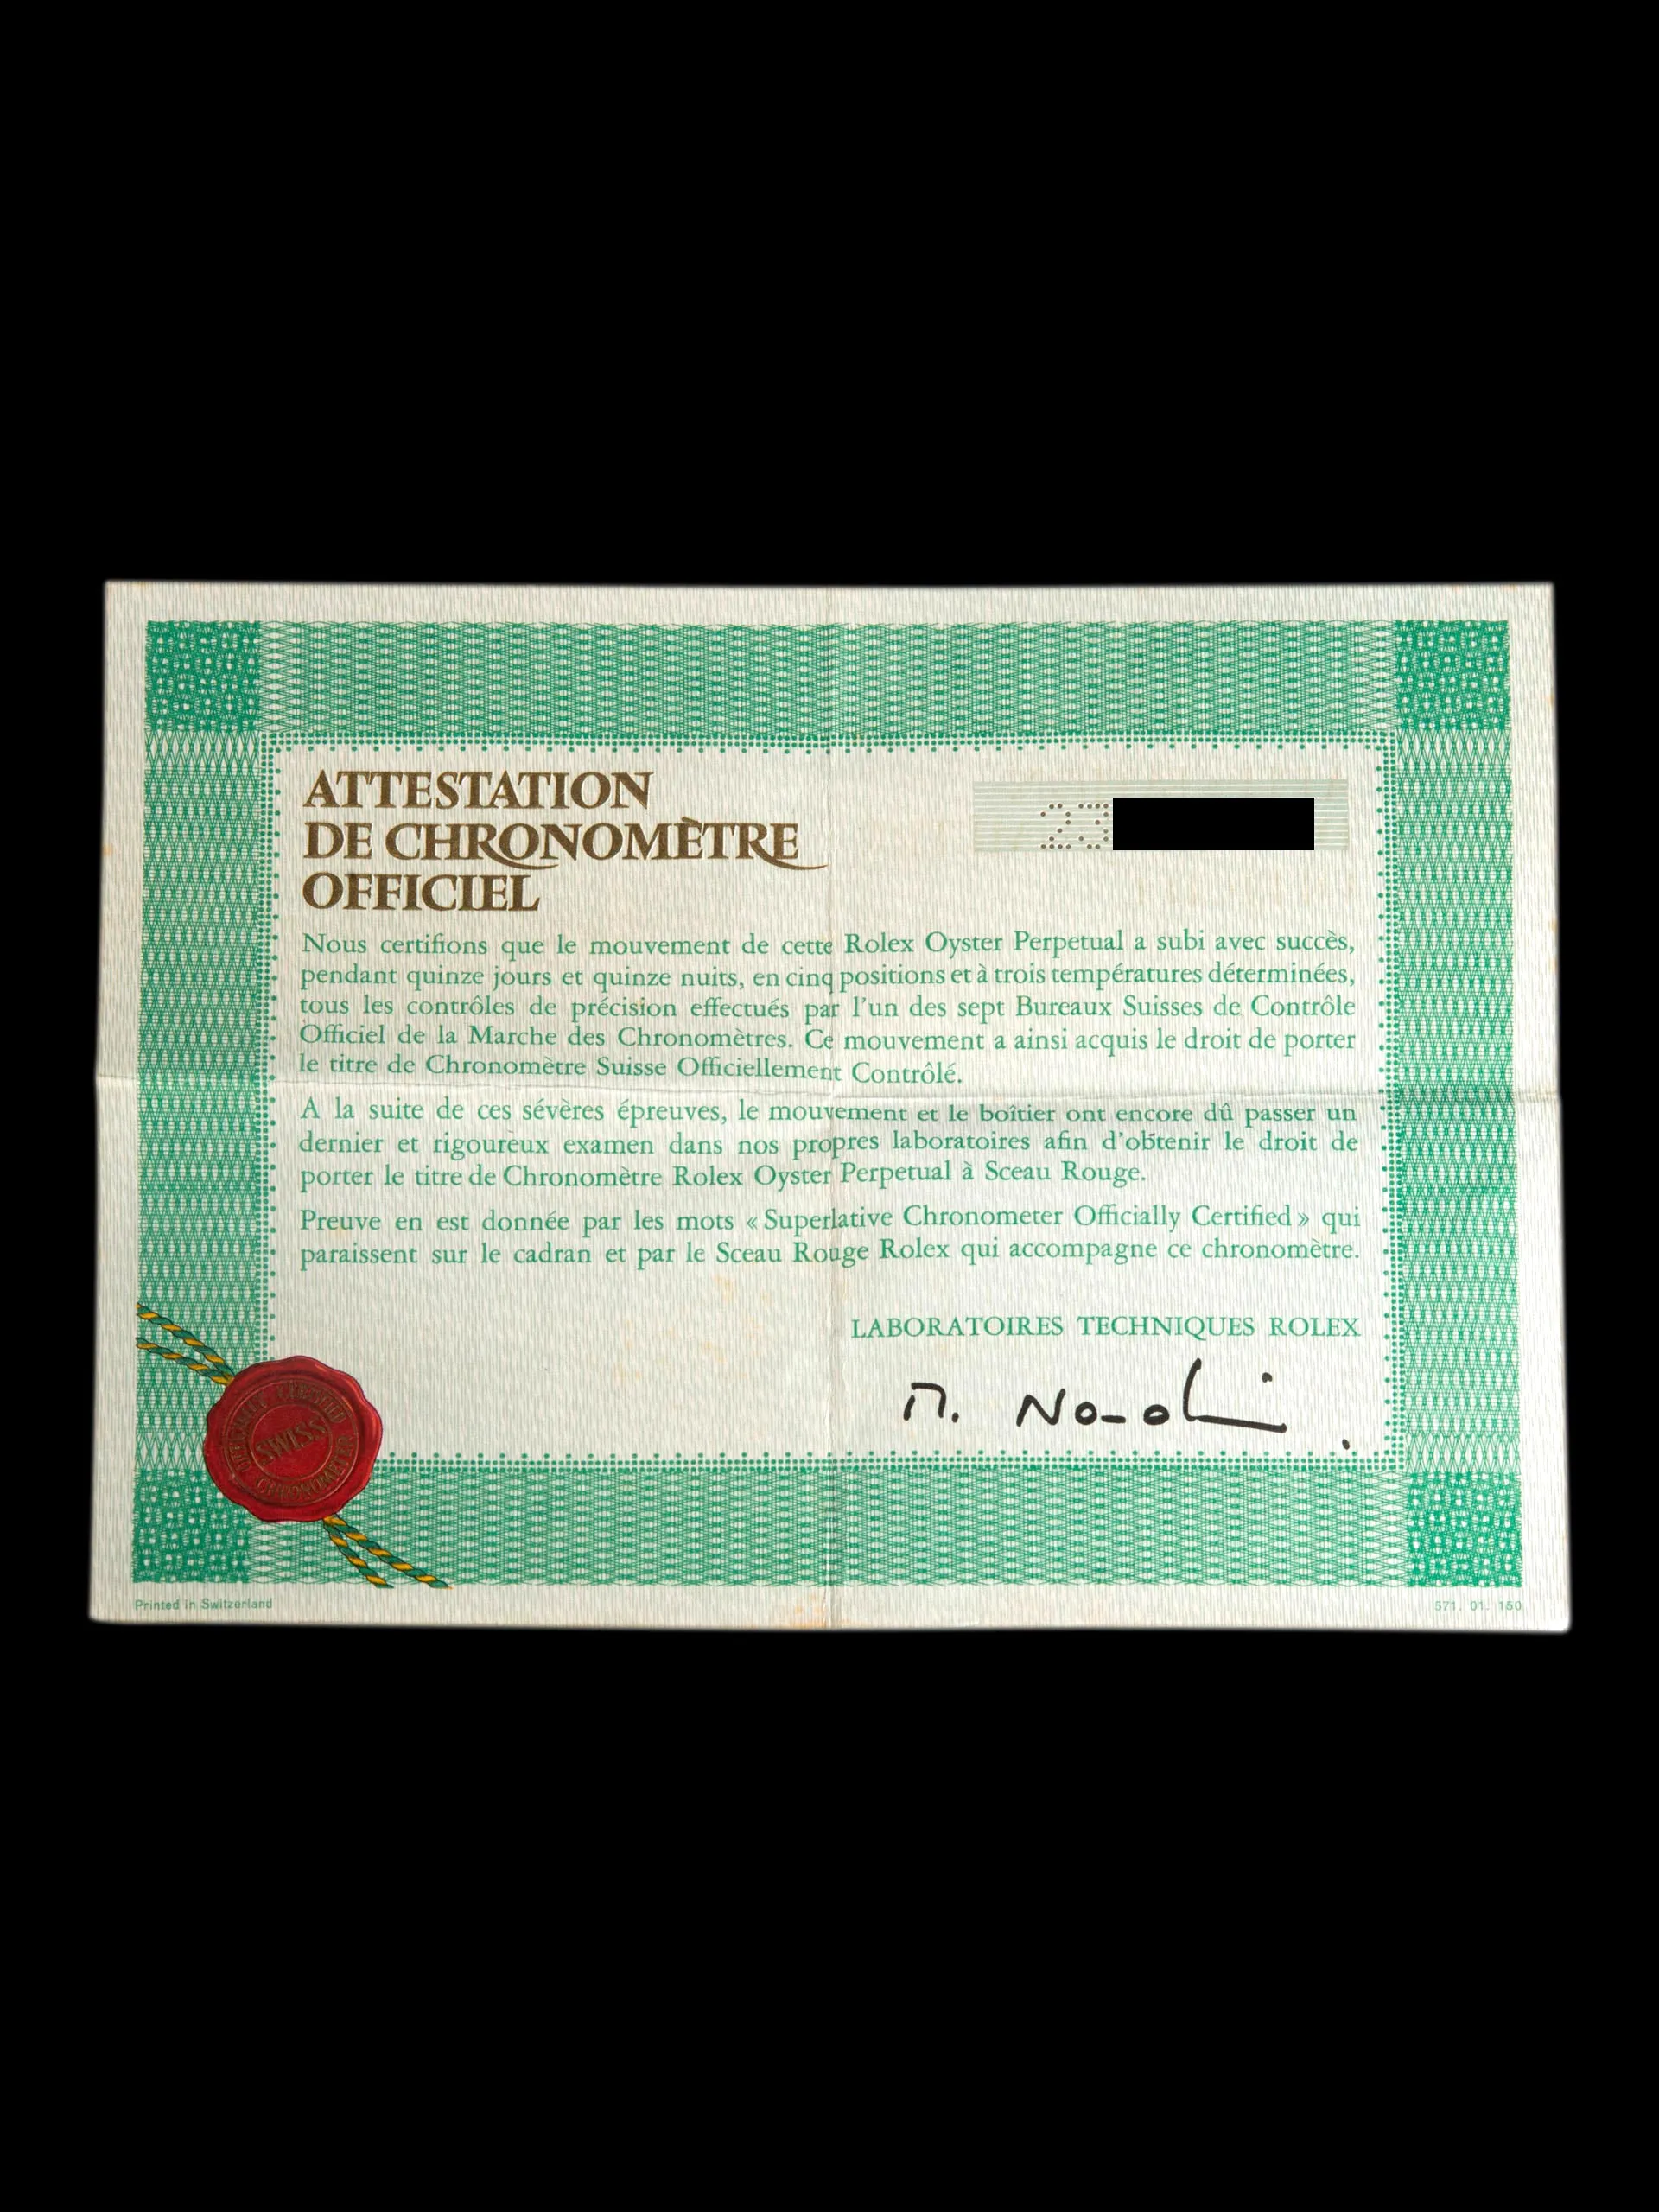 ATTESTATION
DE CHRONOMÈTRE
OFFICIEL
23
Nous certifions que le mouvement de cette Rolex Oyster Perpetual a subi avec succès,
pendant quinze jours et quinze nuits, en cinq positions et à trois températures déterminées,
tous les contrôles de précision effectués par l'un des sept Bureaux Suisses de Contrôle
Officiel de la Marche des Chronomètres. Ce mouvement a ainsi acquis le droit de porter
le titre de Chronomètre Suisse Officiellement Contrôlé.
A la suite de ces sévères épreuves, le mouvement et le boîtier ont encore dû passer un
dernier et rigoureux examen dans nos propres laboratoires afin d'obtenir le droit de
porter le titre de Chronomètre Rolex Oyster Perpetual à Sceau Rouge.
Preuve en est donnée par les mots « Superlative Chronometer Officially Certified » qui
paraissent sur le cadran et par le Sceau Rouge Rolex qui accompagne ce chronomètre.
LABORATOIRES TECHNIQUES ROLEX
OFFICIALLY CERTIFIED
SWISS
CHRONOMETER
Printed in Switzerland
571. 01. 150